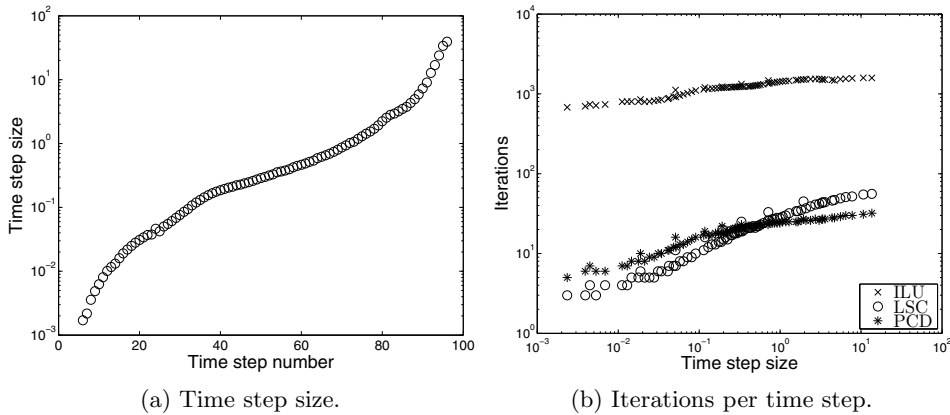 10^2
10^1
10^0
10^-1
10^-2
10^-3
Time step size
0
20
40
60
80
100
Time step number
(a) Time step size.
10^4
10^3
10^2
10^1
10^0
Iterations
10^-3
10^-2
10^-1
10^0
10^1
10^2
Time step size
ILU
LSC
PCD
(b) Iterations per time step.